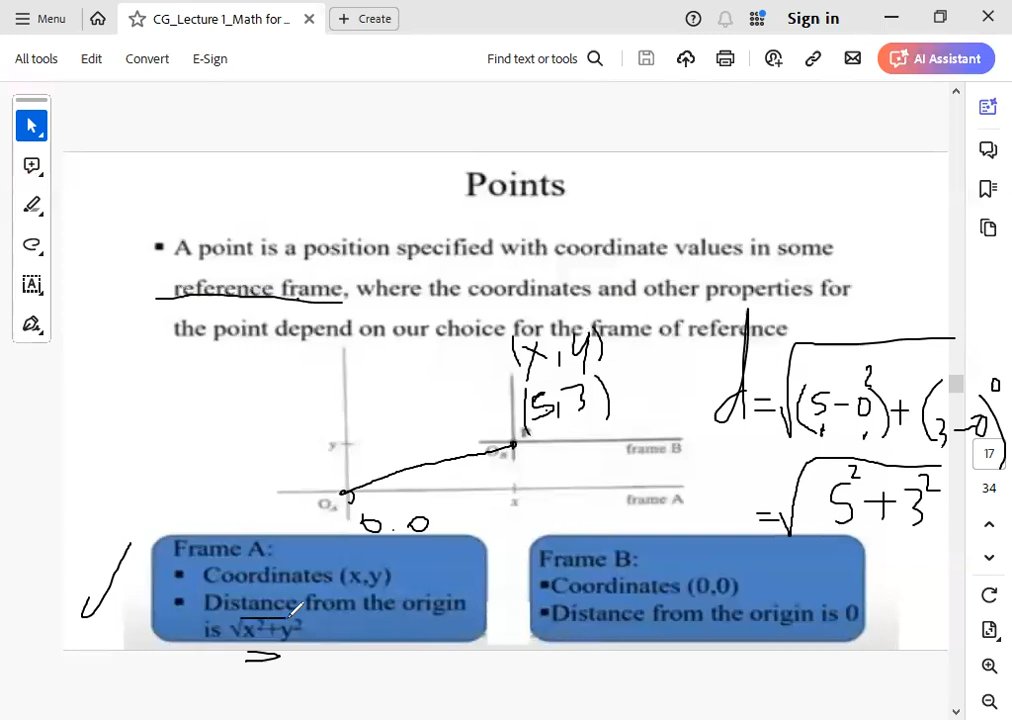 Menu
CG_Lecture 1_Math for ...
Create
Sign in
All tools
Edit
Convert
E-Sign
Find text or tools
AI Assistant
Points
▪ A point is a position specified with coordinate values in some
reference frame, where the coordinates and other properties for
the point depend on our choice for the frame of reference
(x, y)
(5, 3)
d = √(5-0)² + (3-0)
= √5² + 3²
y
frame B
O_A
x
frame A
0.0
Frame A:
▪ Coordinates (x,y)
▪ Distance from the origin
is √x²+y²
Frame B:
▪Coordinates (0,0)
▪Distance from the origin is 0
17
34